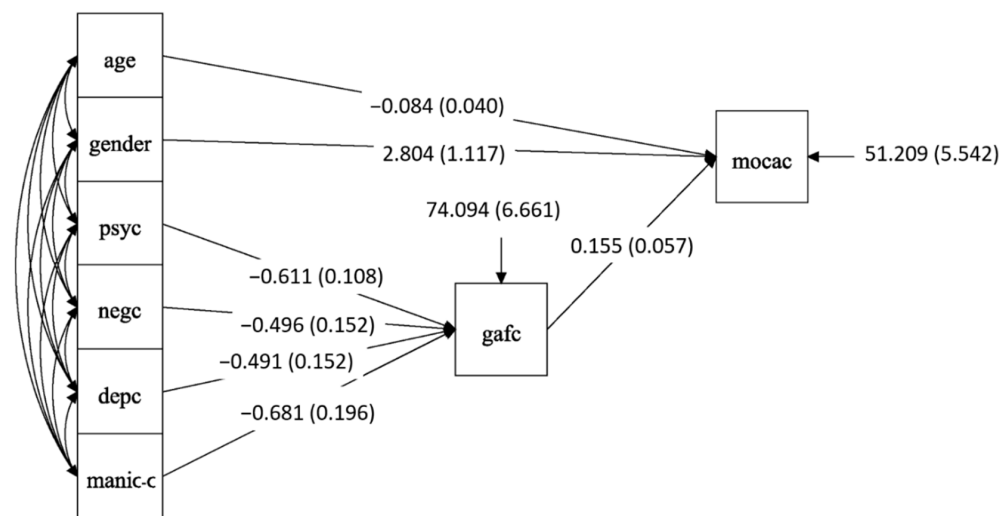 age
gender
psyc
negc
depc
manic-c
−0.084 (0.040)
2.804 (1.117)
74.094 (6.661)
−0.611 (0.108)
−0.496 (0.152)
−0.491 (0.152)
−0.681 (0.196)
gafc
0.155 (0.057)
mocac
51.209 (5.542)